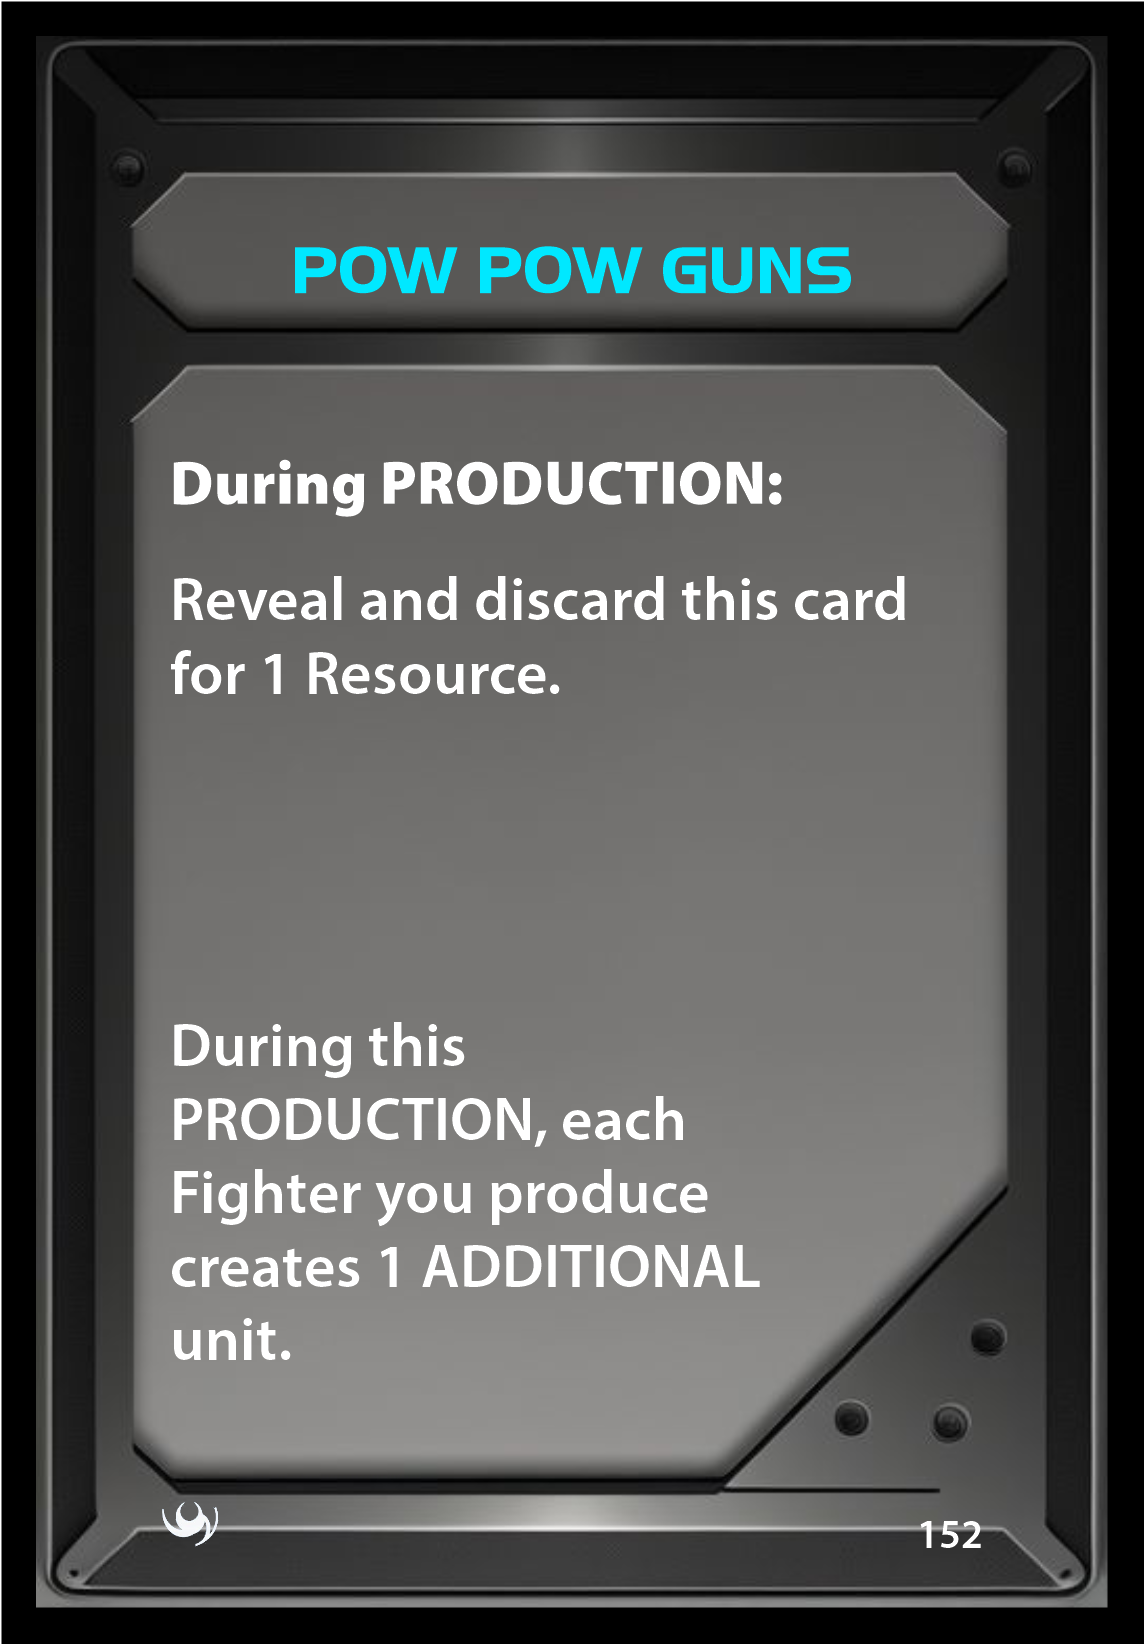 POW POW GUNS
During PRODUCTION:
Reveal and discard this card
for 1 Resource.
During this
PRODUCTION, each
Fighter you produce
creates 1 ADDITIONAL
unit.
152